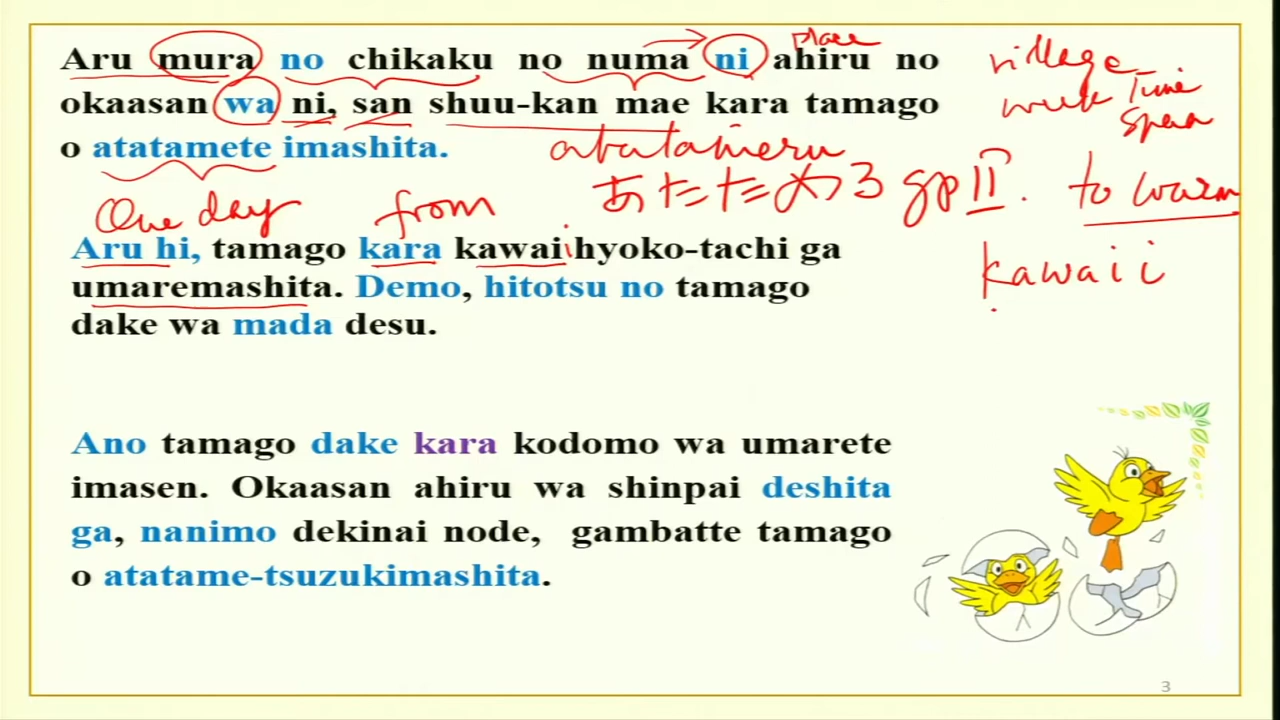 place
village
Aru mura no chikaku no numa ni ahiru no
week Time
span
okaasan wa ni, san shuu-kan mae kara tamago
o atatamete imashita.
atatameru
あたためる gp II. to warm
One day from
Aru hi, tamago kara kawaiihyoko-tachi ga
kawaii
umaremashita. Demo, hitotsu no tamago
dake wa mada desu.
Ano tamago dake kara kodomo wa umarete
imasen. Okaasan ahiru wa shinpai deshita
ga, nanimo dekinai node, gambatte tamago
o atatame-tsuzukimashita.
3